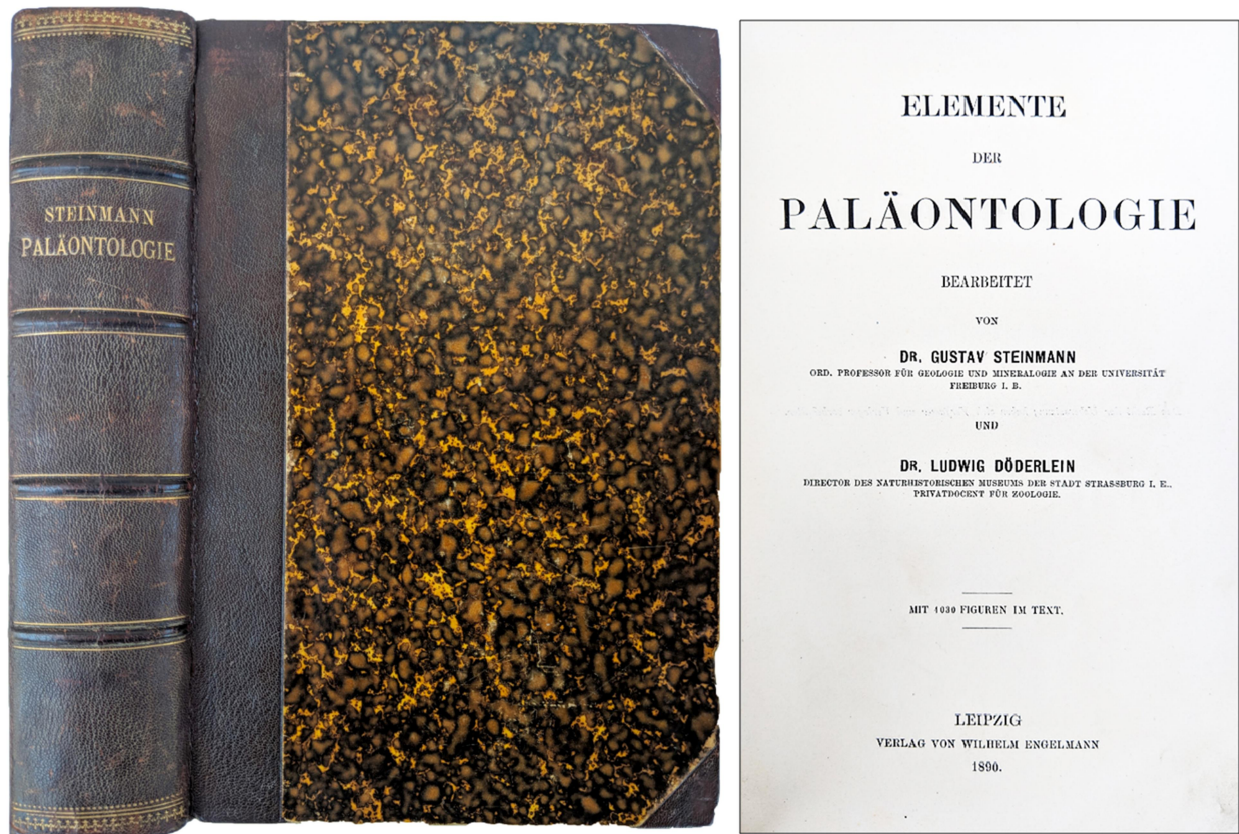 STEINMANN
PALÄONTOLOGIE
ELEMENTE
DER
PALÄONTOLOGIE
BEARBEITET
VON
DR. GUSTAV STEINMANN
ORD. PROFESSOR FÜR GEOLOGIE UND MINERALOGIE AN DER UNIVERSITÄT
FREIBURG I. B.
UND
DR. LUDWIG DÖDERLEIN
DIRECTOR DES NATURHISTORISCHEN MUSEUMS DER STADT STRASSBURG I. E.,
PRIVATDOCENT FÜR ZOOLOGIE.
MIT 1030 FIGUREN IM TEXT.
LEIPZIG
VERLAG VON WILHELM ENGELMANN
1890.